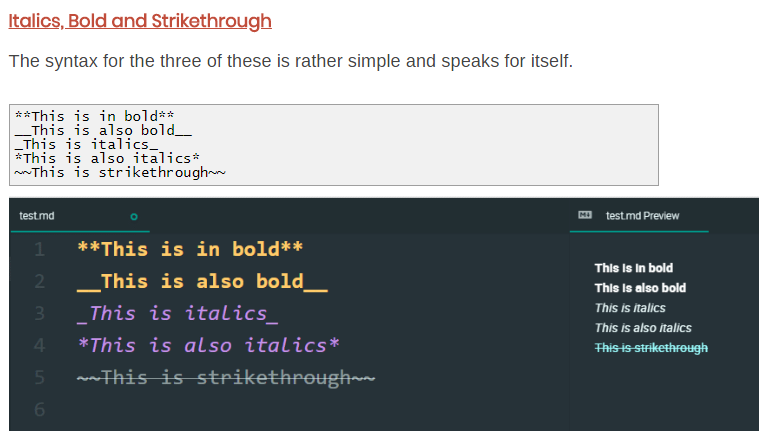 Italics, Bold and Strikethrough
The syntax for the three of these is rather simple and speaks for itself.
**This is in bold**
__This is also bold__
_This is italics_
*This is also italics*
~~This is strikethrough~~
test.md
1 **This is in bold**
2 __This is also bold__
3 _This is italics_
4 *This is also italics*
5 ~~This is strikethrough~~
6
M↓ test.md Preview
This is in bold
This is also bold
This is italics
This is also italics
This is strikethrough